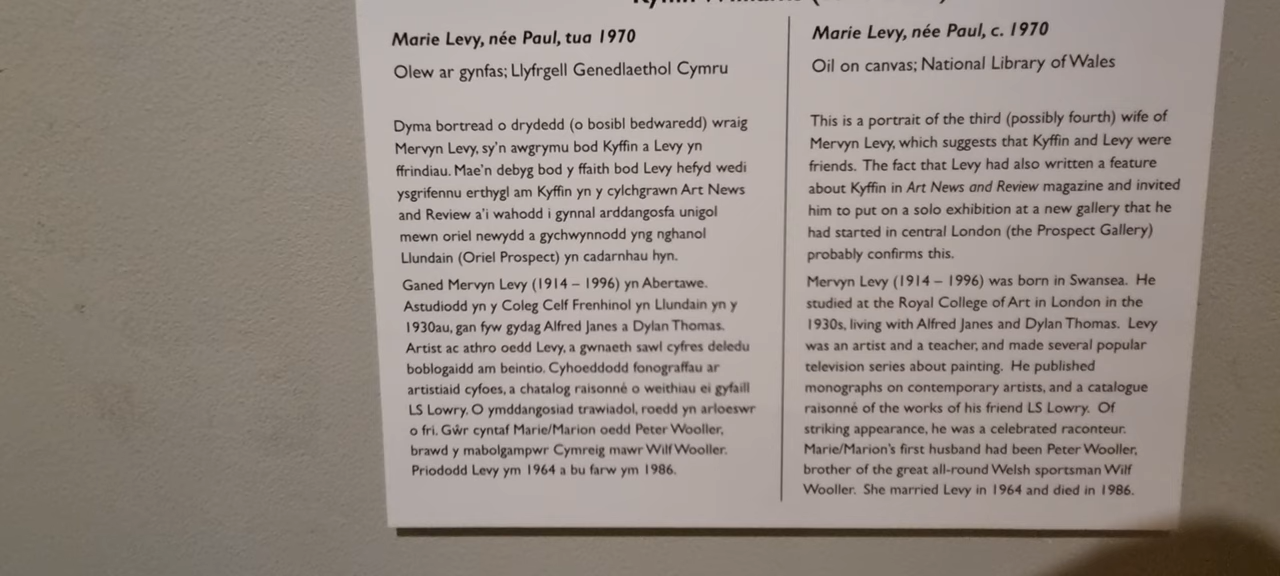 Marie Levy, née Paul, tua 1970
Olew ar gynfas; Llyfrgell Genedlaethol Cymru
Dyma bortread o drydedd (o bosibl bedwaredd) wraig
Mervyn Levy, sy'n awgrymu bod Kyffin a Levy yn
ffrindiau. Mae'n debyg bod y ffaith bod Levy hefyd wedi
ysgrifennu erthygl am Kyffin yn y cylchgrawn Art News
and Review a'i wahodd i gynnal arddangosfa unigol
mewn oriel newydd a gychwynnodd yng nghanol
Llundain (Oriel Prospect) yn cadarnhau hyn.
Ganed Mervyn Levy (1914 – 1996) yn Abertawe.
Astudiodd yn y Coleg Celf Frenhinol yn Llundain yn y
1930au, gan fyw gydag Alfred Janes a Dylan Thomas.
Artist ac athro oedd Levy, a gwnaeth sawl cyfres deledu
boblogaidd am beintio. Cyhoeddodd fonograffau ar
artistiaid cyfoes, a chatalog raisonné o weithiau ei gyfaill
LS Lowry. O ymddangosiad trawiadol, roedd yn arloeswr
o fri. Gŵr cyntaf Marie/Marion oedd Peter Wooller,
brawd y mabolgampwr Cymreig mawr Wilf Wooller.
Priododd Levy ym 1964 a bu farw ym 1986.
Marie Levy, née Paul, c. 1970
Oil on canvas; National Library of Wales
This is a portrait of the third (possibly fourth) wife of
Mervyn Levy, which suggests that Kyffin and Levy were
friends. The fact that Levy had also written a feature
about Kyffin in Art News and Review magazine and invited
him to put on a solo exhibition at a new gallery that he
had started in central London (the Prospect Gallery)
probably confirms this.
Mervyn Levy (1914 – 1996) was born in Swansea. He
studied at the Royal College of Art in London in the
1930s, living with Alfred Janes and Dylan Thomas. Levy
was an artist and a teacher, and made several popular
television series about painting. He published
monographs on contemporary artists, and a catalogue
raisonné of the works of his friend LS Lowry. Of
striking appearance, he was a celebrated raconteur.
Marie/Marion's first husband had been Peter Wooller,
brother of the great all-round Welsh sportsman Wilf
Wooller. She married Levy in 1964 and died in 1986.